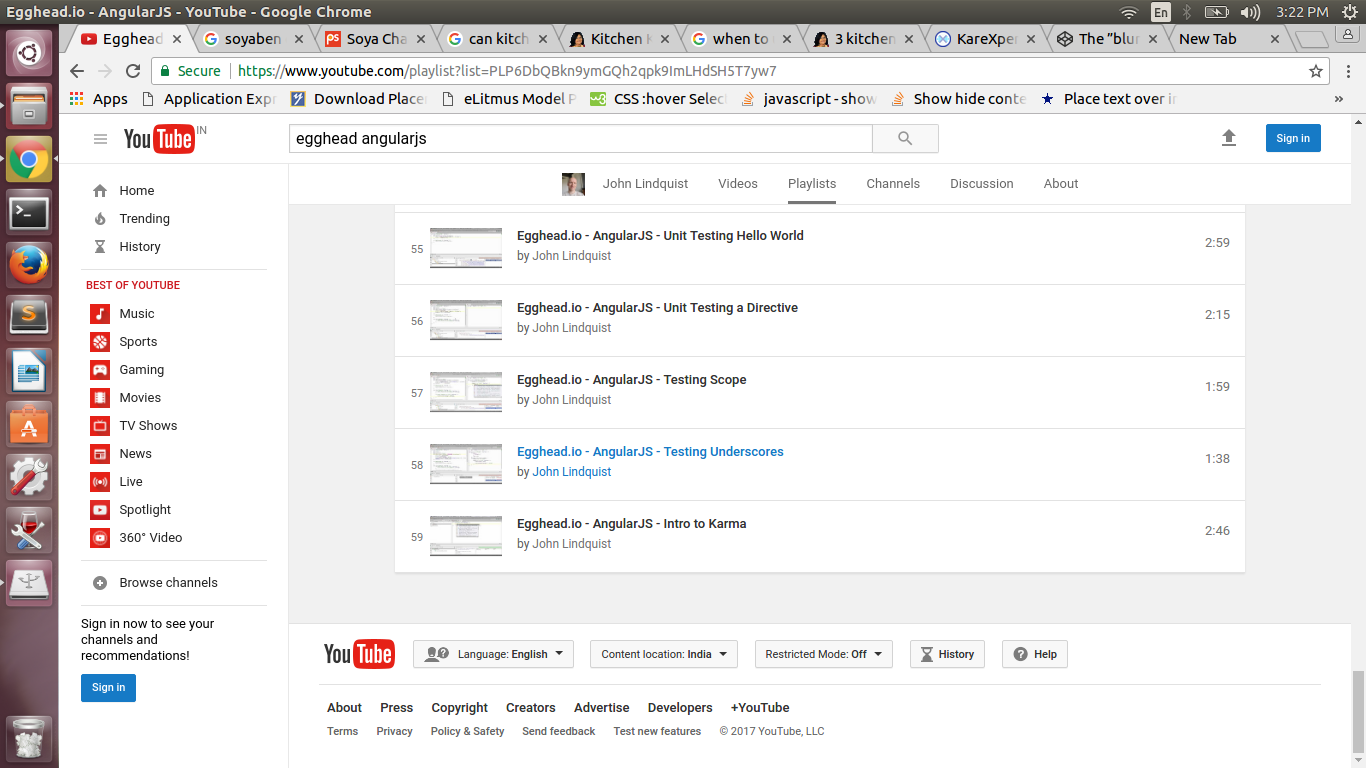 Egghead.io - AngularJS - YouTube - Google Chrome
En
3:22 PM
Egghead
soyaben
Soya Cha
can kitch
Kitchen K
when to
3 kitchen
KareXper
The "blur
New Tab
Secure
https://www.youtube.com/playlist?list=PLP6DbQBkn9ymGQh2qpk9ImLHdSH5T7yw7
Apps
Application Expr
Download Placem
eLitmus Model P
CSS :hover Selec
javascript - show
Show hide conte
Place text over im
»
YouTube IN
egghead angularjs
Sign in
John Lindquist
Videos
Playlists
Channels
Discussion
About
Home
Trending
History
BEST OF YOUTUBE
Music
Sports
Gaming
Movies
TV Shows
News
Live
Spotlight
360° Video
Browse channels
Sign in now to see your
channels and
recommendations!
Sign in
55
Egghead.io - AngularJS - Unit Testing Hello World
by John Lindquist
2:59
56
Egghead.io - AngularJS - Unit Testing a Directive
by John Lindquist
2:15
57
Egghead.io - AngularJS - Testing Scope
by John Lindquist
1:59
58
Egghead.io - AngularJS - Testing Underscores
by John Lindquist
1:38
59
Egghead.io - AngularJS - Intro to Karma
by John Lindquist
2:46
YouTube
Language: English
Content location: India
Restricted Mode: Off
History
Help
About Press Copyright Creators Advertise Developers +YouTube
Terms Privacy Policy & Safety Send feedback Test new features © 2017 YouTube, LLC